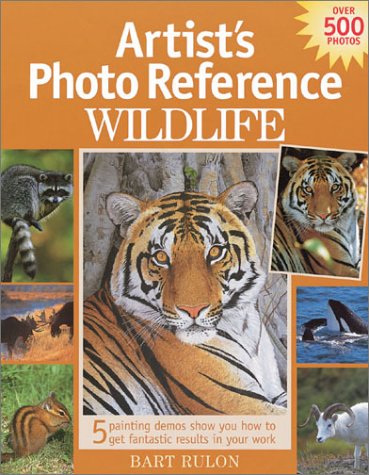 OVER
500
PHOTOS
Artist's
Photo Reference
WILDLIFE
5 painting demos show you how to
get fantastic results in your work
BART RULON